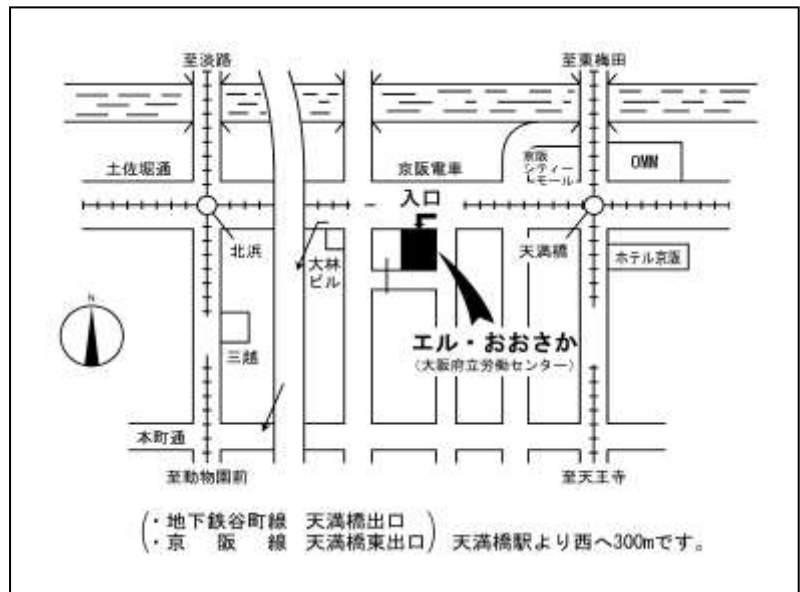 至淡路
至東梅田
土佐堀通
京阪電車
京阪
シティー
モール
OMM
入口
北浜
大林
ビル
天満橋
ホテル京阪
N
三越
エル・おおさか
(大阪府立労働センター)
本町通
至動物園前
至天王寺
・地下鉄谷町線 天満橋出口
・京阪線 天満橋東出口
天満橋駅より西へ300mです。